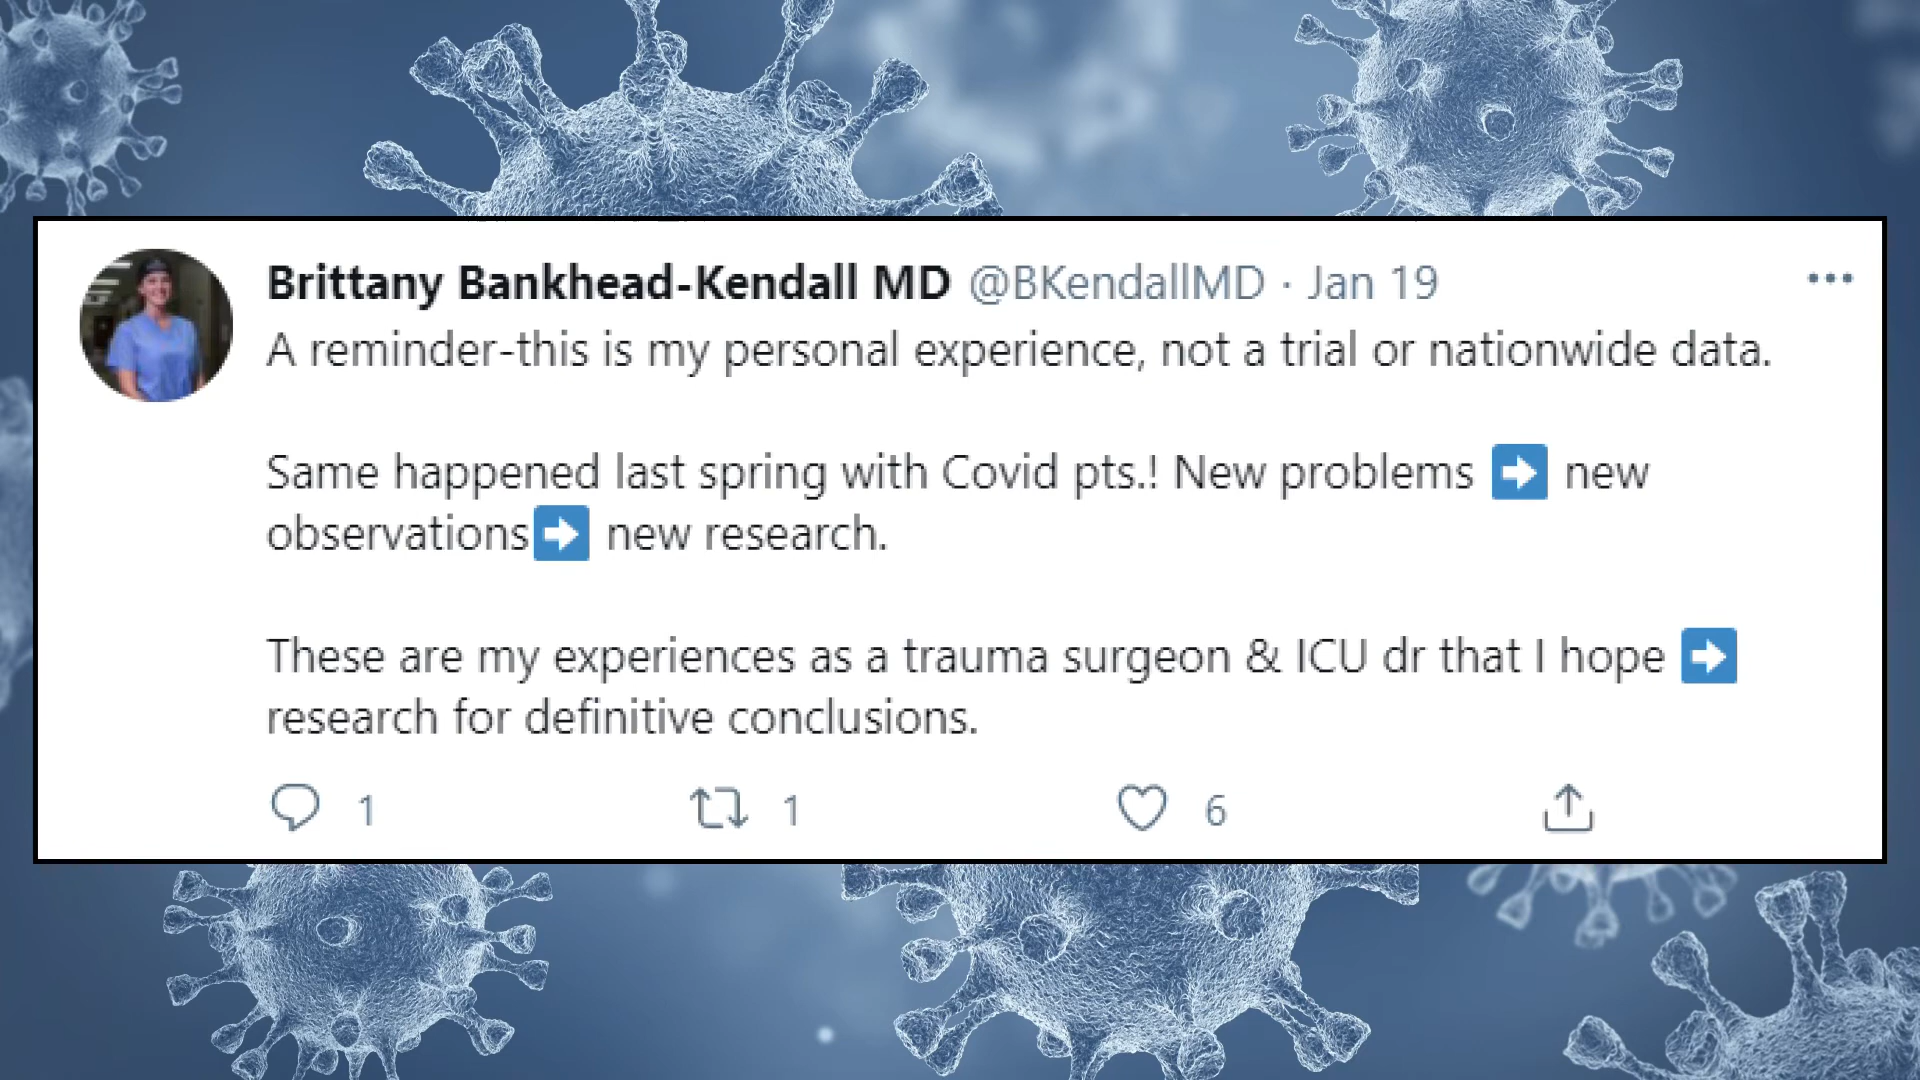 Brittany Bankhead-Kendall MD @BKendallMD · Jan 19
A reminder-this is my personal experience, not a trial or nationwide data.
Same happened last spring with Covid pts.! New problems ➡️ new
observations➡️ new research.
These are my experiences as a trauma surgeon & ICU dr that I hope ➡️
research for definitive conclusions.
1 1 6